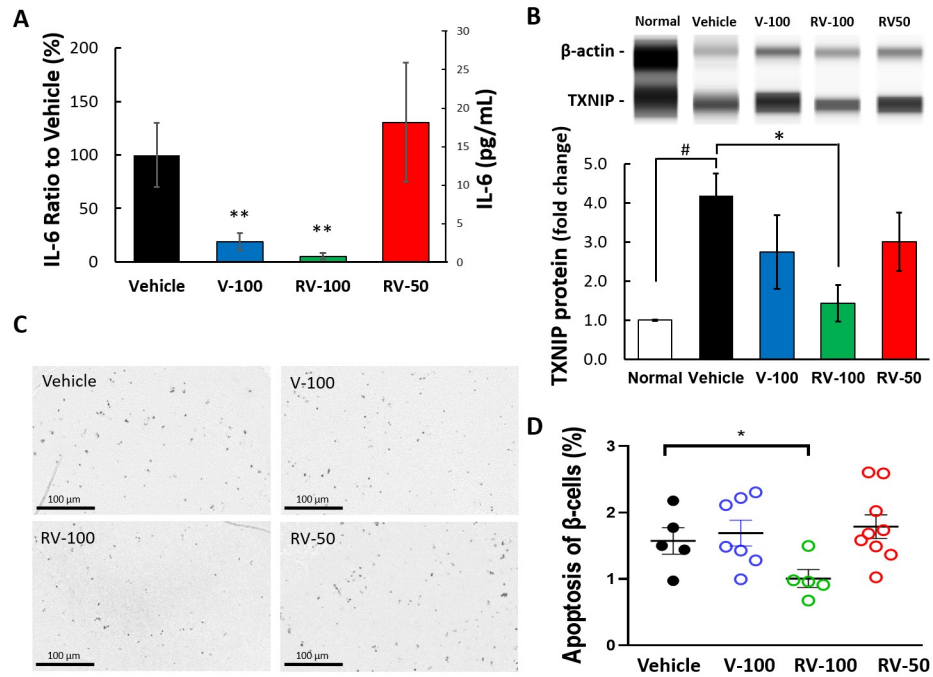 A
IL-6 Ratio to Vehicle (%)
200
150
100
50
0
**
**
30
25
20
15
10
5
0
IL-6 (pg/mL)
Vehicle V-100 RV-100 RV-50
B
Normal Vehicle V-100 RV-100 RV50
β-actin -
TXNIP -
TXNIP protein (fold change)
5.0
4.0
3.0
2.0
1.0
0.0
#
*
Normal Vehicle V-100 RV-100 RV-50
C
Vehicle
100 µm
V-100
100 µm
RV-100
100 µm
RV-50
100 µm
D
Apoptosis of β-cells (%)
3
2
1
0
*
Vehicle V-100 RV-100 RV-50